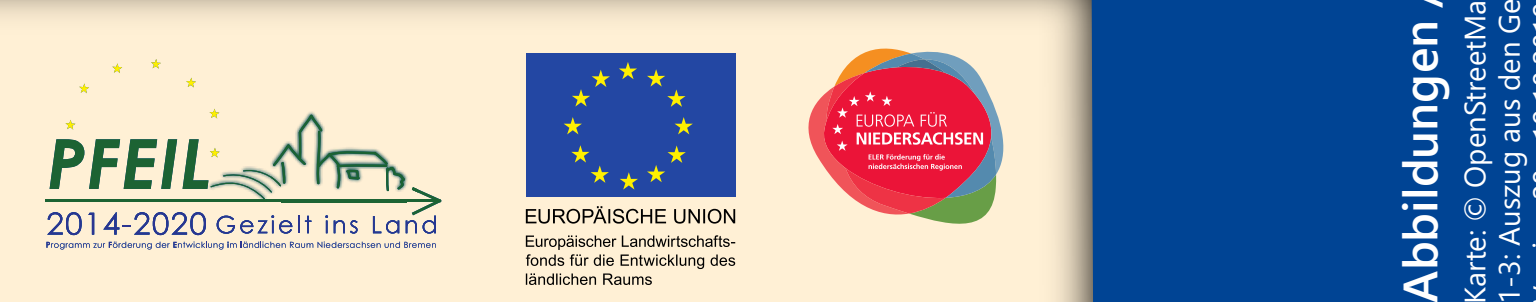 PFEIL
2014-2020 Gezielt ins Land
Programm zur Förderung der Entwicklung im ländlichen Raum Niedersachsen und Bremen
EUROPÄISCHE UNION
Europäischer Landwirtschafts-
fonds für die Entwicklung des
ländlichen Raums
EUROPA FÜR
NIEDERSACHSEN
ELER Förderung für die
niedersächsischen Regionen
Abbildungen
Karte: © OpenStreetMa
1-3: Auszug aus den Ge